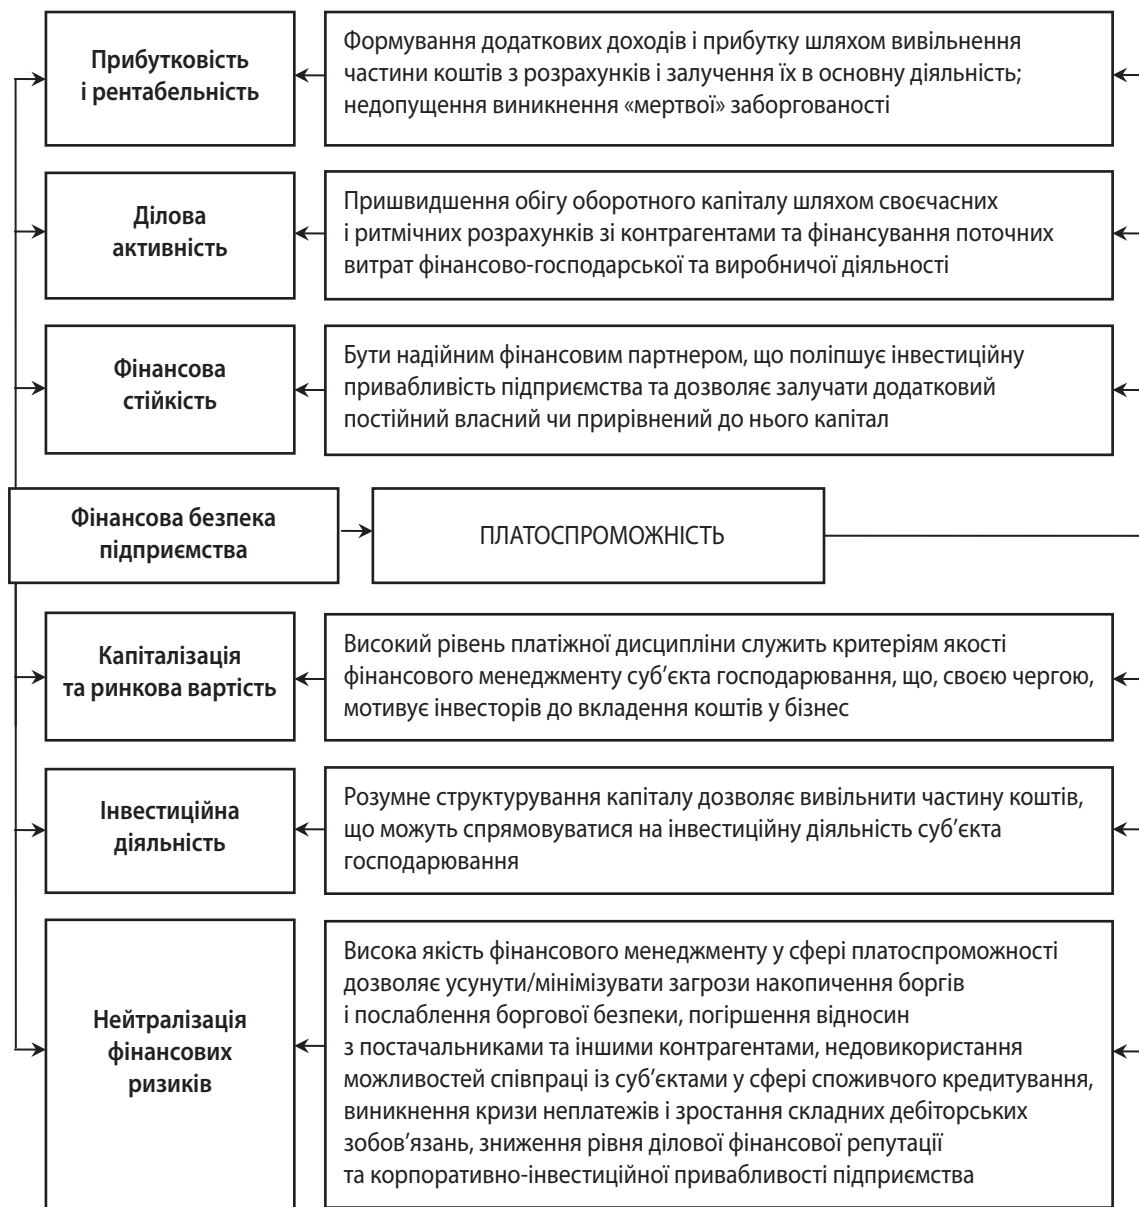 Прибутковість
і рентабельність
Формування додаткових доходів і прибутку шляхом вивільнення
частини коштів з розрахунків і залучення їх в основну діяльність;
недопущення виникнення «мертвої» заборгованості
Ділова
активність
Пришвидшення обігу оборотного капіталу шляхом своєчасних
і ритмічних розрахунків зі контрагентами та фінансування поточних
витрат фінансово-господарської та виробничої діяльності
Фінансова
стійкість
Бути надійним фінансовим партнером, що поліпшує інвестиційну
привабливість підприємства та дозволяє залучати додатковий
постійний власний чи прирівнений до нього капітал
Фінансова безпека
підприємства
ПЛАТОСПРОМОЖНІСТЬ
Капіталізація
та ринкова вартість
Високий рівень платіжної дисципліни служить критеріям якості
фінансового менеджменту суб’єкта господарювання, що, своєю чергою,
мотивує інвесторів до вкладення коштів у бізнес
Інвестиційна
діяльність
Розумне структурування капіталу дозволяє вивільнити частину коштів,
що можуть спрямовуватися на інвестиційну діяльність суб’єкта
господарювання
Нейтралізація
фінансових
ризиків
Висока якість фінансового менеджменту у сфері платоспроможності
дозволяє усунути/мінімізувати загрози накопичення боргів
і послаблення боргової безпеки, погіршення відносин
з постачальниками та іншими контрагентами, недовикористання
можливостей співпраці із суб’єктами у сфері споживчого кредитування,
виникнення кризи неплатежів і зростання складних дебіторських
зобов’язань, зниження рівня ділової фінансової репутації
та корпоративно-інвестиційної привабливості підприємства